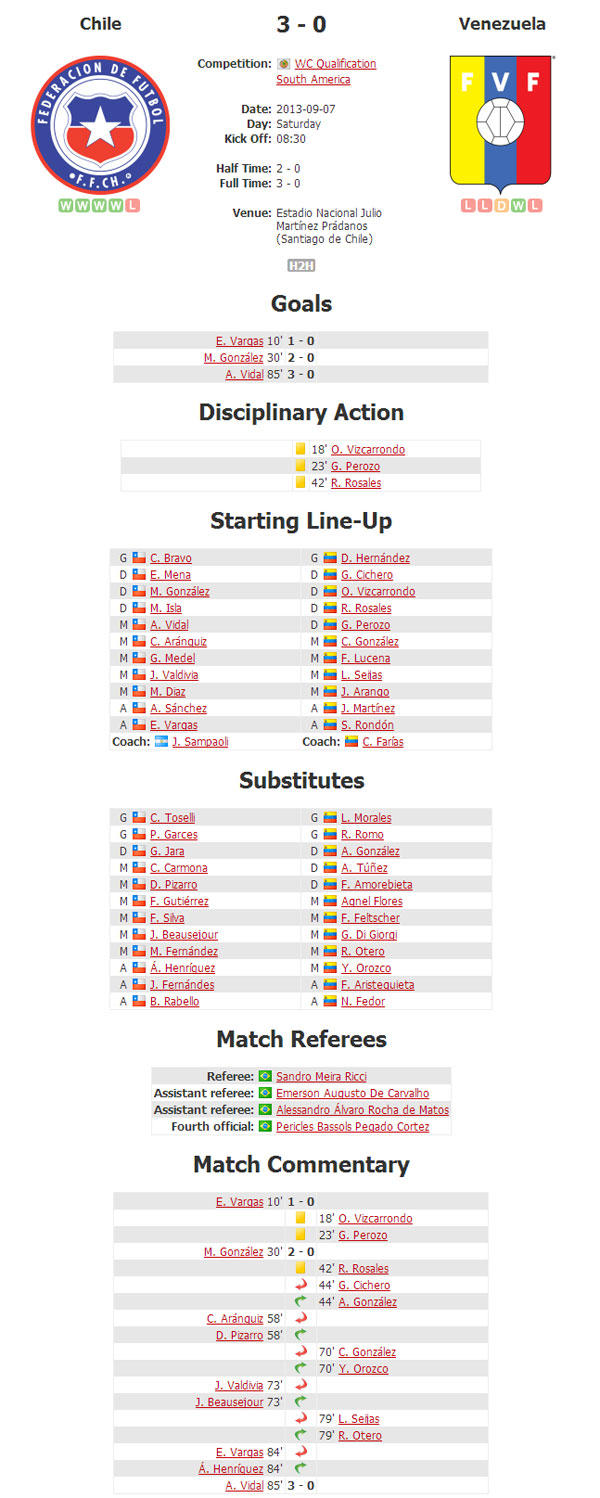 Chile 3 - 0 Venezuela
FEDERACION DE FUTBOL
F.F.CH.
F V F
Competition: WC Qualification
South America
Date: 2013-09-07
Day: Saturday
Kick Off: 08:30
Half Time: 2 - 0
Full Time: 3 - 0
W W W W L
L L D W L
Venue: Estadio Nacional Julio
Martínez Prádanos
(Santiago de Chile)
H2H
Goals
E. Vargas 10' 1 - 0
M. González 30' 2 - 0
A. Vidal 85' 3 - 0
Disciplinary Action
18' O. Vizcarrondo
23' G. Perozo
42' R. Rosales
Starting Line-Up
G C. Bravo G D. Hernández
D E. Mena D G. Cichero
D M. González D O. Vizcarrondo
D M. Isla D R. Rosales
M A. Vidal D G. Perozo
M C. Aránguiz M C. González
M G. Medel M F. Lucena
M J. Valdivia M L. Seijas
M M. Diaz M J. Arango
A A. Sánchez A J. Martínez
A E. Vargas A S. Rondón
Coach: J. Sampaoli Coach: C. Farías
Substitutes
G C. Toselli G L. Morales
G P. Garces G R. Romo
D G. Jara D A. González
M C. Carmona D A. Túñez
M D. Pizarro D F. Amorebieta
M F. Gutiérrez M Agnel Flores
M F. Silva M F. Feltscher
M J. Beausejour M G. Di Giorgi
M M. Fernández M R. Otero
A Á. Henríquez M Y. Orozco
A J. Fernándes A F. Aristeguieta
A B. Rabello A N. Fedor
Match Referees
Referee: Sandro Meira Ricci
Assistant referee: Emerson Augusto De Carvalho
Assistant referee: Alessandro Álvaro Rocha de Matos
Fourth official: Pericles Bassols Pegado Cortez
Match Commentary
E. Vargas 10' 1 - 0
18' O. Vizcarrondo
23' G. Perozo
M. González 30' 2 - 0
42' R. Rosales
44' G. Cichero
44' A. González
C. Aránguiz 58'
D. Pizarro 58'
70' C. González
70' Y. Orozco
J. Valdivia 73'
J. Beausejour 73'
79' L. Seijas
79' R. Otero
E. Vargas 84'
Á. Henríquez 84'
A. Vidal 85' 3 - 0